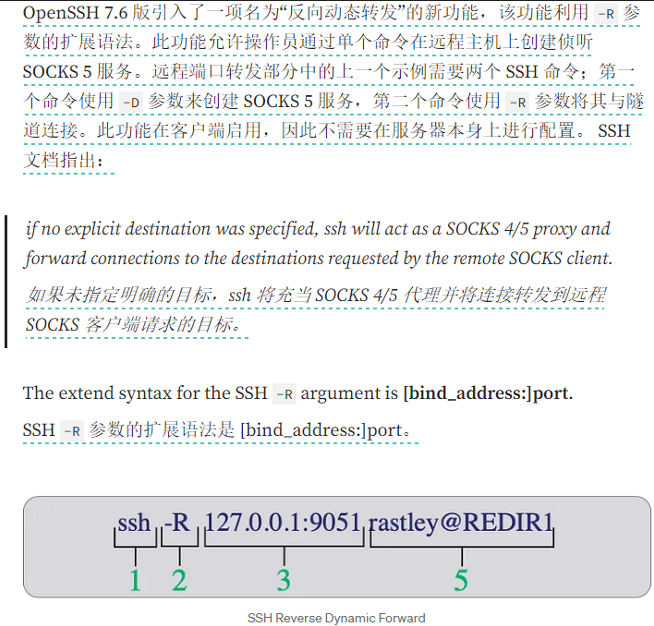 OpenSSH 7.6 版引入了一项名为“反向动态转发”的新功能，该功能利用 -R 参
数的扩展语法。此功能允许操作员通过单个命令在远程主机上创建侦听
SOCKS 5 服务。远程端口转发部分中的上一个示例需要两个 SSH 命令；第一
个命令使用 -D 参数来创建 SOCKS 5 服务，第二个命令使用 -R 参数将其与隧
道连接。此功能在客户端启用，因此不需要在服务器本身上进行配置。 SSH
文档指出：
if no explicit destination was specified, ssh will act as a SOCKS 4/5 proxy and
forward connections to the destinations requested by the remote SOCKS client.
如果未指定明确的目标，ssh 将充当 SOCKS 4/5 代理并将连接转发到远程
SOCKS 客户端请求的目标。
The extend syntax for the SSH -R argument is [bind_address:]port.
SSH -R 参数的扩展语法是 [bind_address:]port。
ssh -R 127.0.0.1:9051 rastley@REDIR1
1 2 3 5
SSH Reverse Dynamic Forward